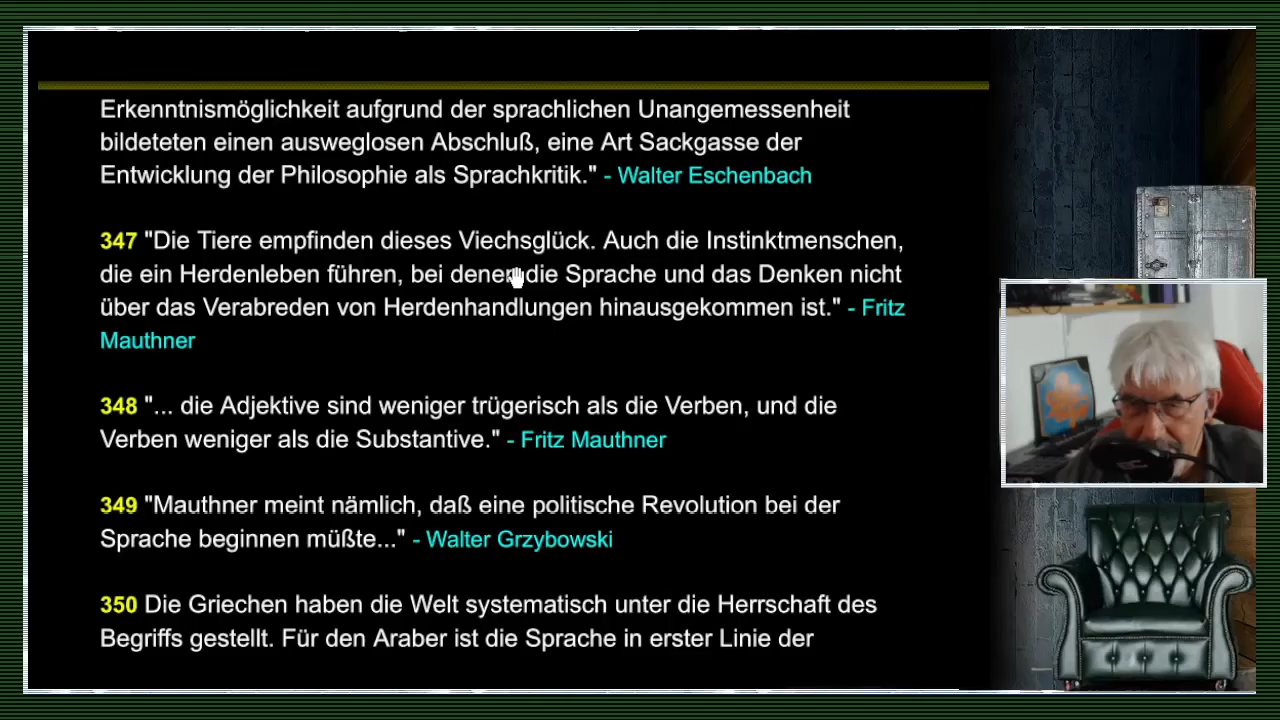 Erkenntnismöglichkeit aufgrund der sprachlichen Unangemessenheit
bildeteten einen ausweglosen Abschluß, eine Art Sackgasse der
Entwicklung der Philosophie als Sprachkritik." - Walter Eschenbach
347 "Die Tiere empfinden dieses Viechsglück. Auch die Instinktmenschen,
die ein Herdenleben führen, bei denen die Sprache und das Denken nicht
über das Verabreden von Herdenhandlungen hinausgekommen ist." - Fritz
Mauthner
348 "... die Adjektive sind weniger trügerisch als die Verben, und die
Verben weniger als die Substantive." - Fritz Mauthner
349 "Mauthner meint nämlich, daß eine politische Revolution bei der
Sprache beginnen müßte..." - Walter Grzybowski
350 Die Griechen haben die Welt systematisch unter die Herrschaft des
Begriffs gestellt. Für den Araber ist die Sprache in erster Linie der